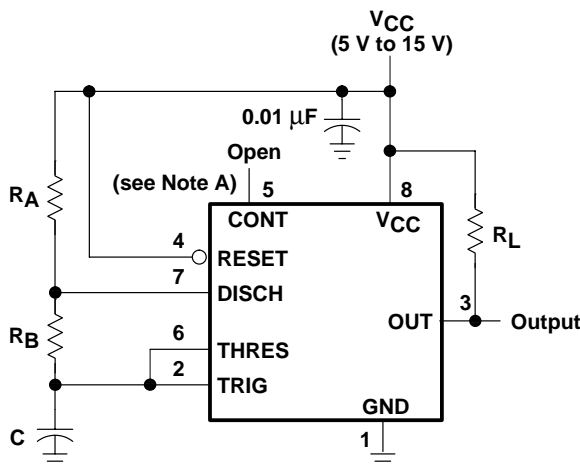 VCC
(5 V to 15 V)
0.01 μF
Open
(see Note A)
5
8
RA
CONT
VCC
RL
4
RESET
7
DISCH
3
OUT
Output
RB
6
THRES
2
TRIG
GND
C
1